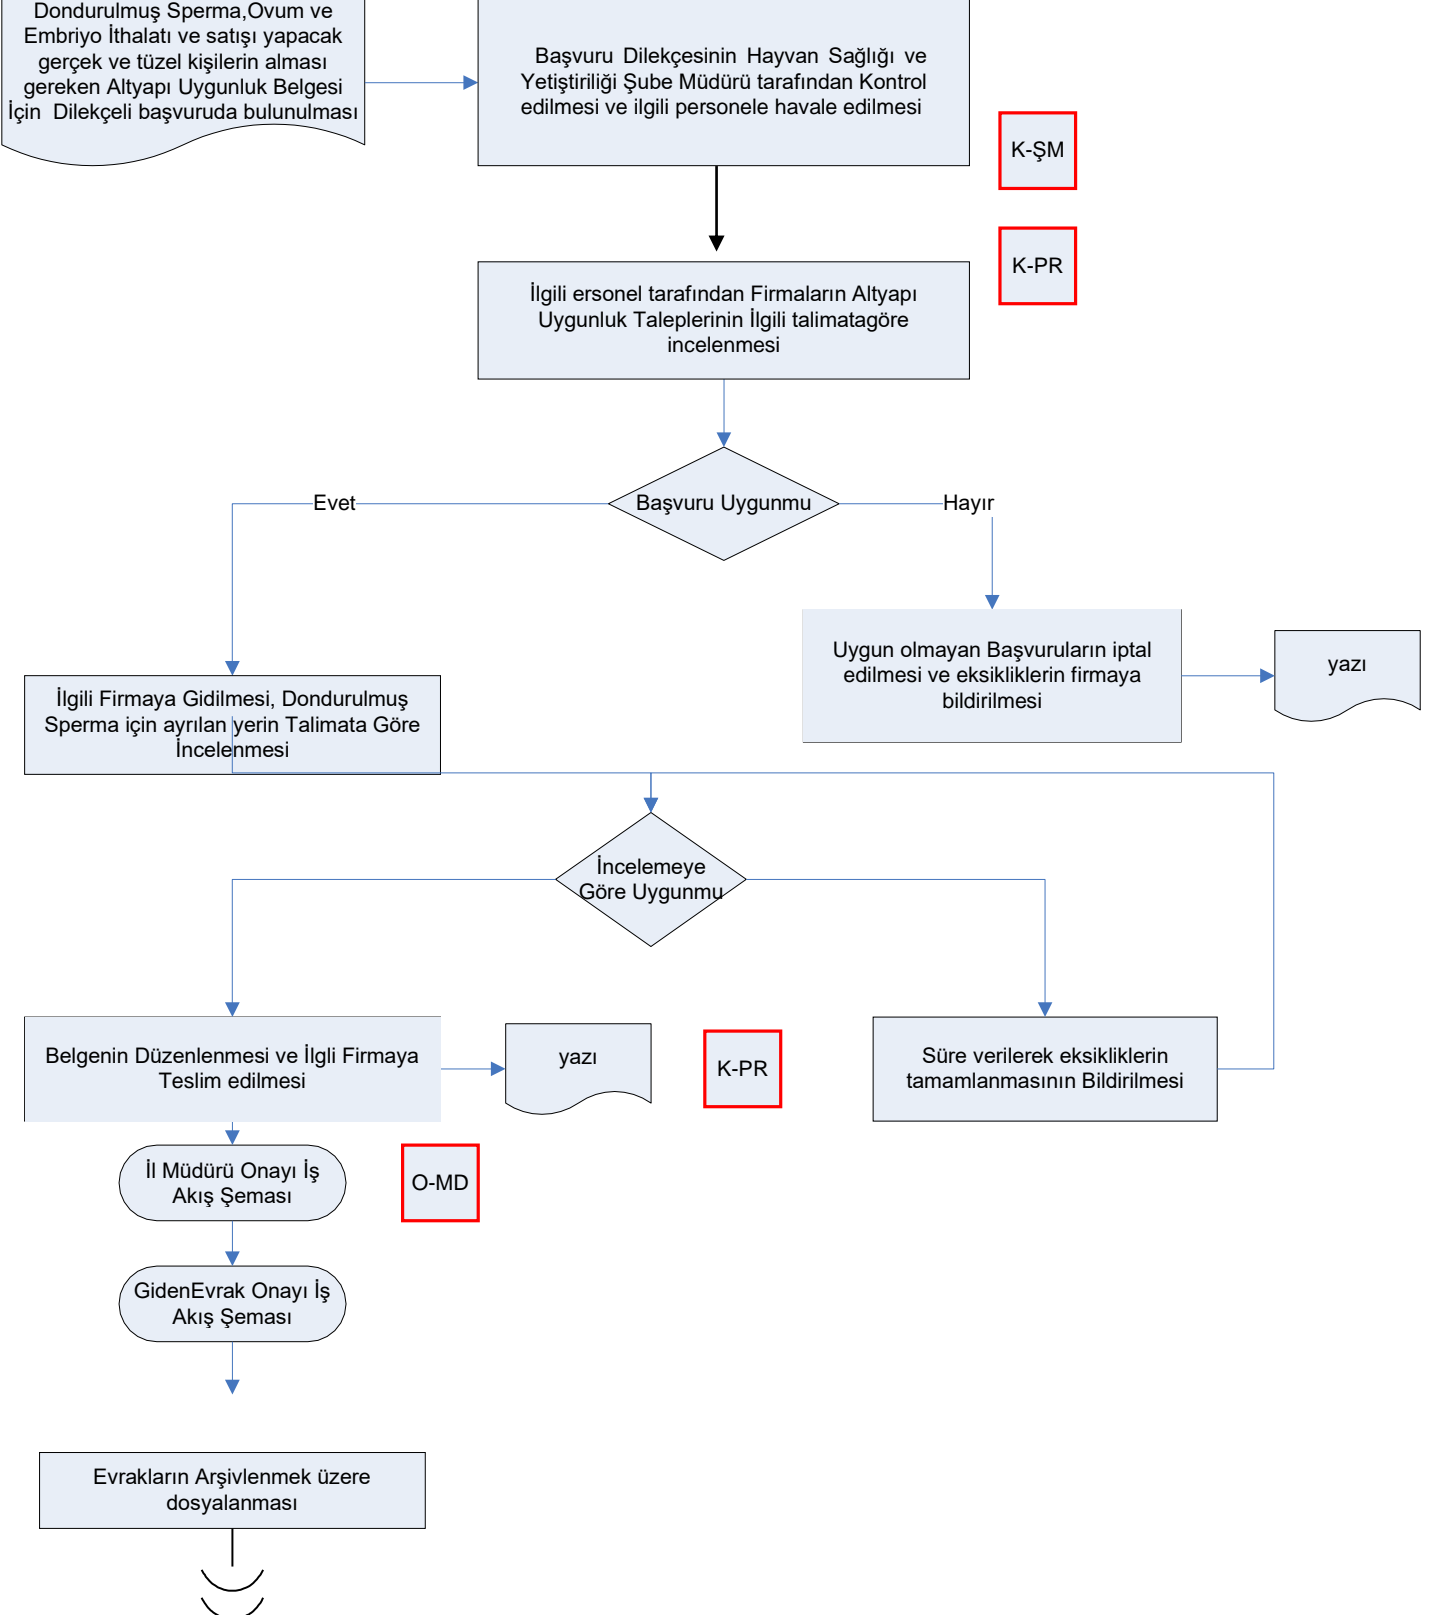 Dondurulmuş Sperma,Ovum ve
Embriyo İthalatı ve satışı yapacak
gerçek ve tüzel kişilerin alması
gereken Altyapı Uygunluk Belgesi
İçin  Dilekçeli başvuruda bulunulması
Başvuru Dilekçesinin Hayvan Sağlığı ve
Yetiştiriliği Şube Müdürü tarafından Kontrol
edilmesi ve ilgili personele havale edilmesi
K-ŞM
K-PR
İlgili ersonel tarafından Firmaların Altyapı
Uygunluk Taleplerinin İlgili talimatagöre
incelenmesi
Başvuru Uygunmu
Evet
Hayır
Uygun olmayan Başvuruların iptal
edilmesi ve eksikliklerin firmaya
bildirilmesi
yazı
İlgili Firmaya Gidilmesi, Dondurulmuş
Sperma için ayrılan yerin Talimata Göre
İncelenmesi
İncelemeye
Göre Uygunmu
Belgenin Düzenlenmesi ve İlgli Firmaya
Teslim edilmesi
yazı
K-PR
Süre verilerek eksikliklerin
tamamlanmasının Bildirilmesi
İl Müdürü Onayı İş
Akış Şeması
O-MD
GidenEvrak Onayı İş
Akış Şeması
Evrakların Arşivlenmek üzere
dosyalanması